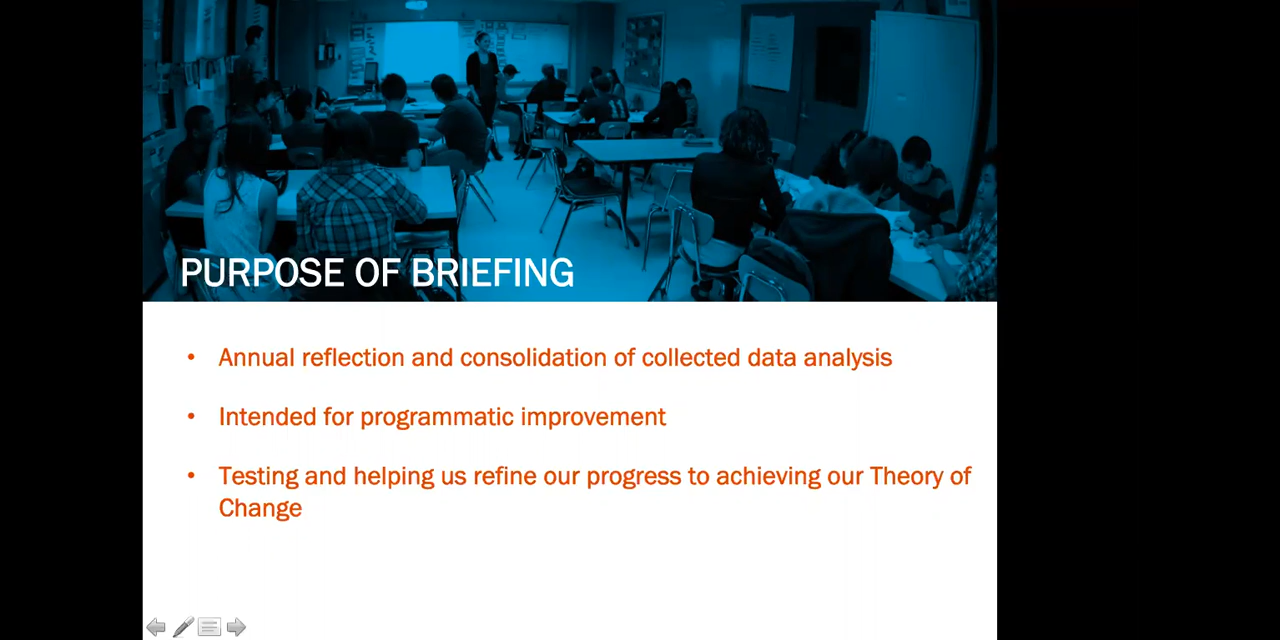 PURPOSE OF BRIEFING
• Annual reflection and consolidation of collected data analysis
• Intended for programmatic improvement
• Testing and helping us refine our progress to achieving our Theory of
Change